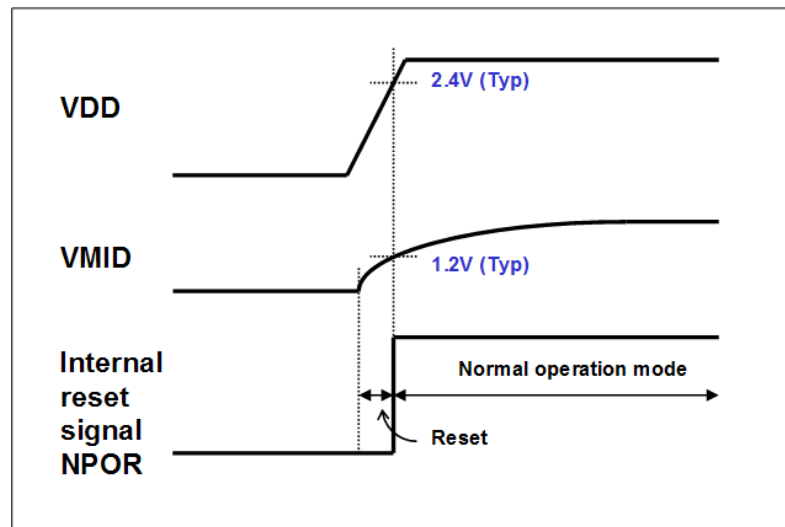 VDD
2.4V (Typ)
VMID
1.2V (Typ)
Internal
reset
signal
NPOR
Normal operation mode
Reset